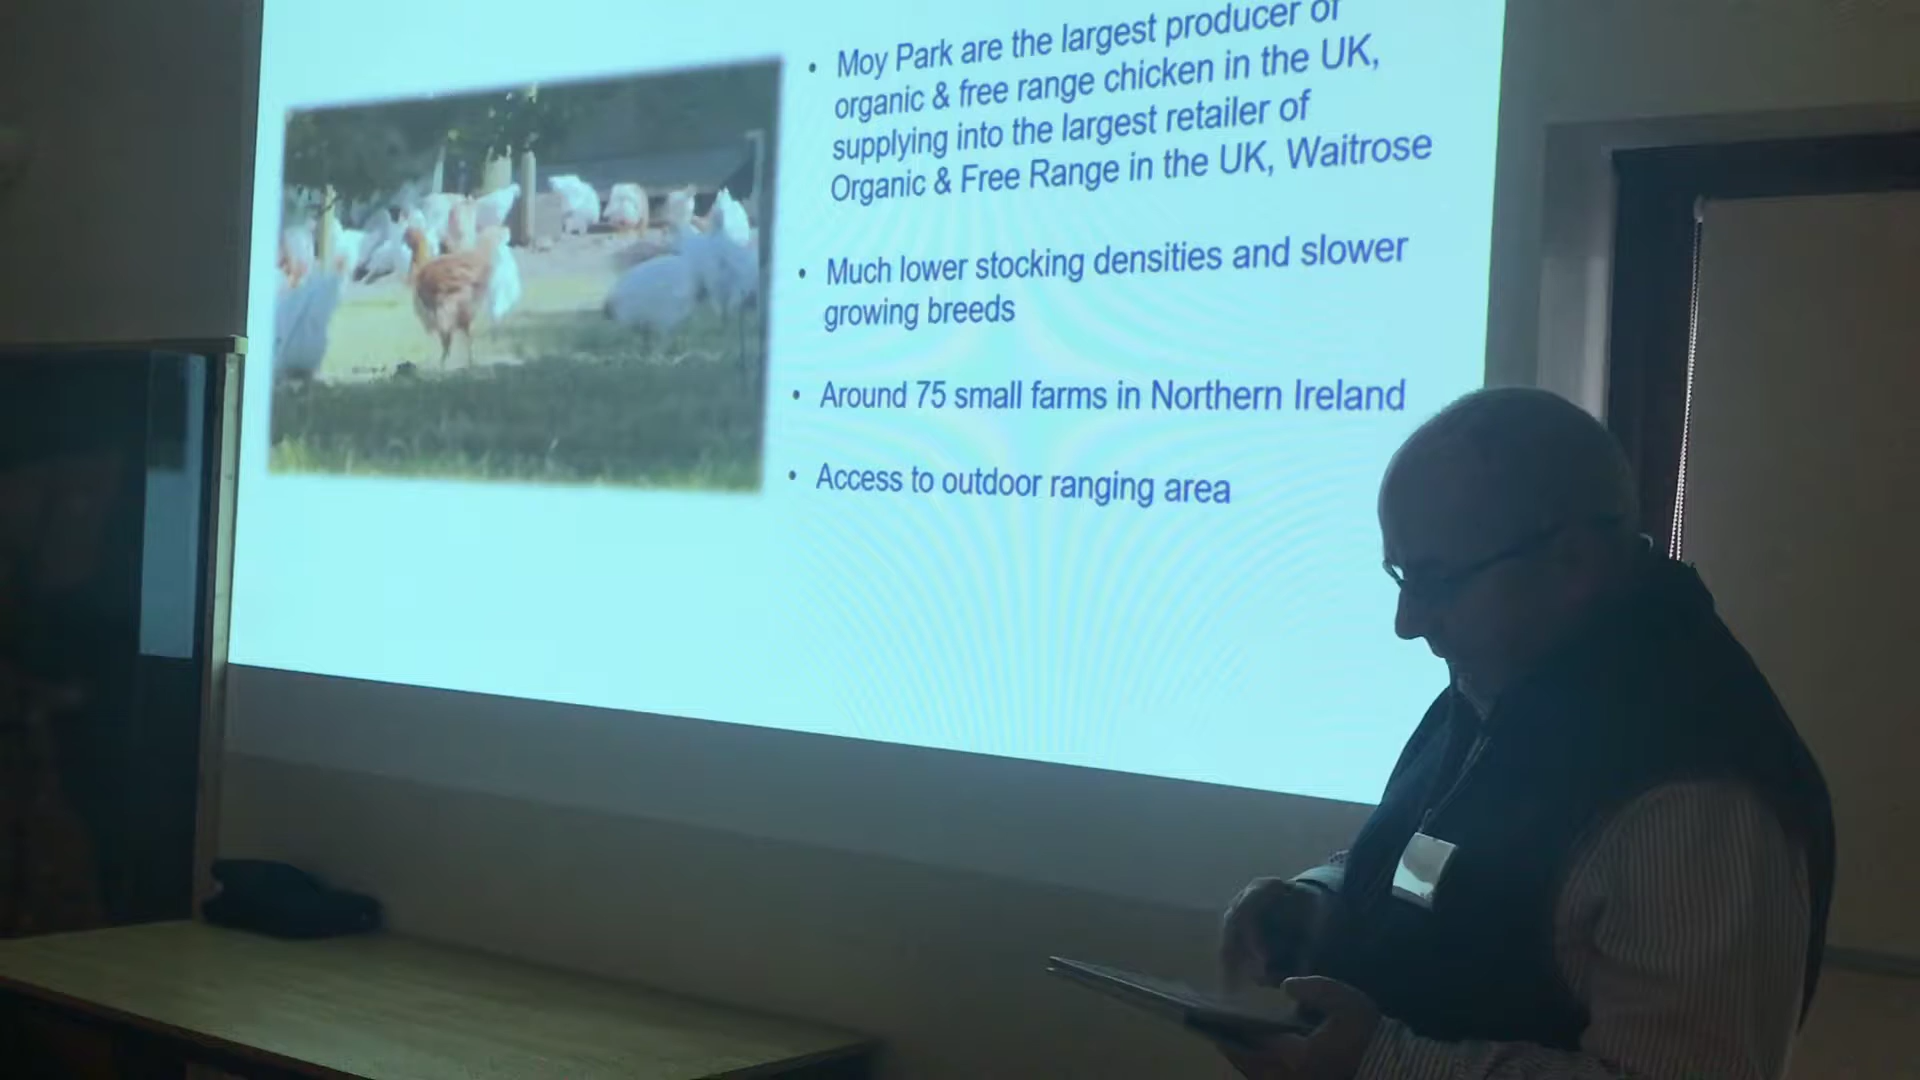 • Moy Park are the largest producer of
organic & free range chicken in the UK,
supplying into the largest retailer of
Organic & Free Range in the UK, Waitrose
• Much lower stocking densities and slower
growing breeds
• Around 75 small farms in Northern Ireland
• Access to outdoor ranging area